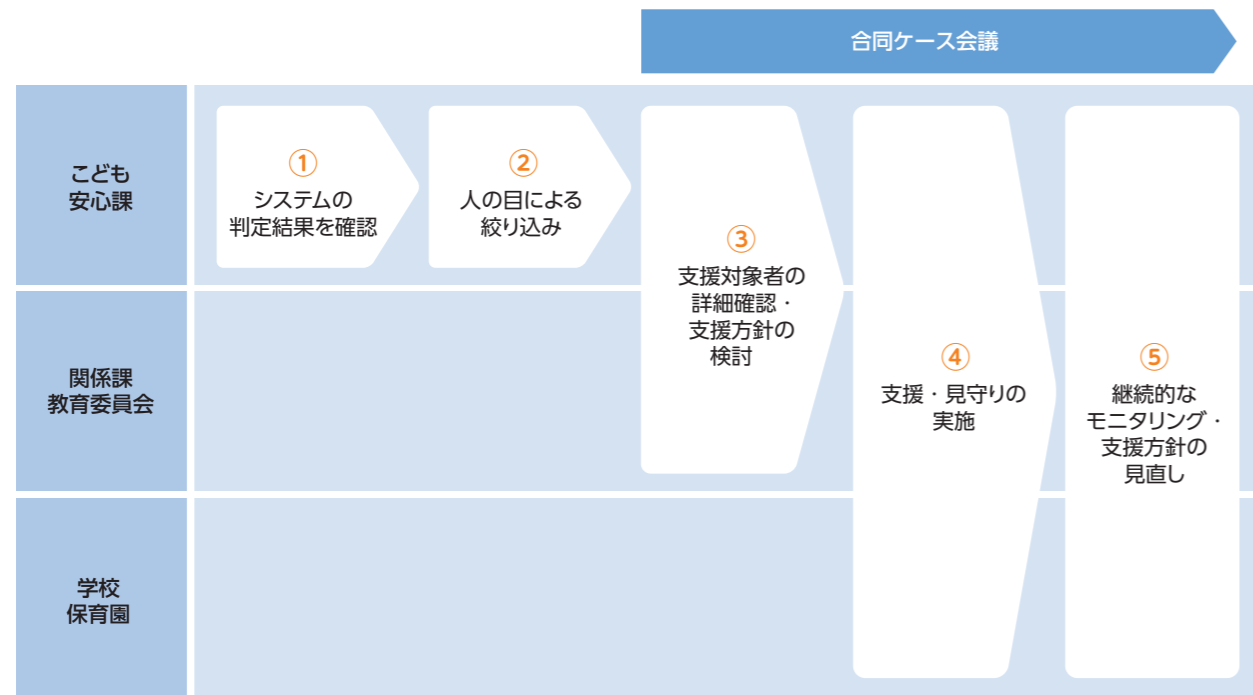 合同ケース会議
こども
安心課
①
システムの
判定結果を確認
②
人の目による
絞り込み
③
支援対象者の
詳細確認・
支援方針の
検討
関係課
教育委員会
④
支援・見守りの
実施
⑤
継続的な
モニタリング・
支援方針の
見直し
学校
保育園